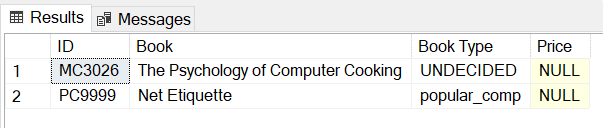 Results Messages
ID Book Book Type Price
1 MC3026 The Psychology of Computer Cooking UNDECIDED NULL
2 PC9999 Net Etiquette popular_comp NULL